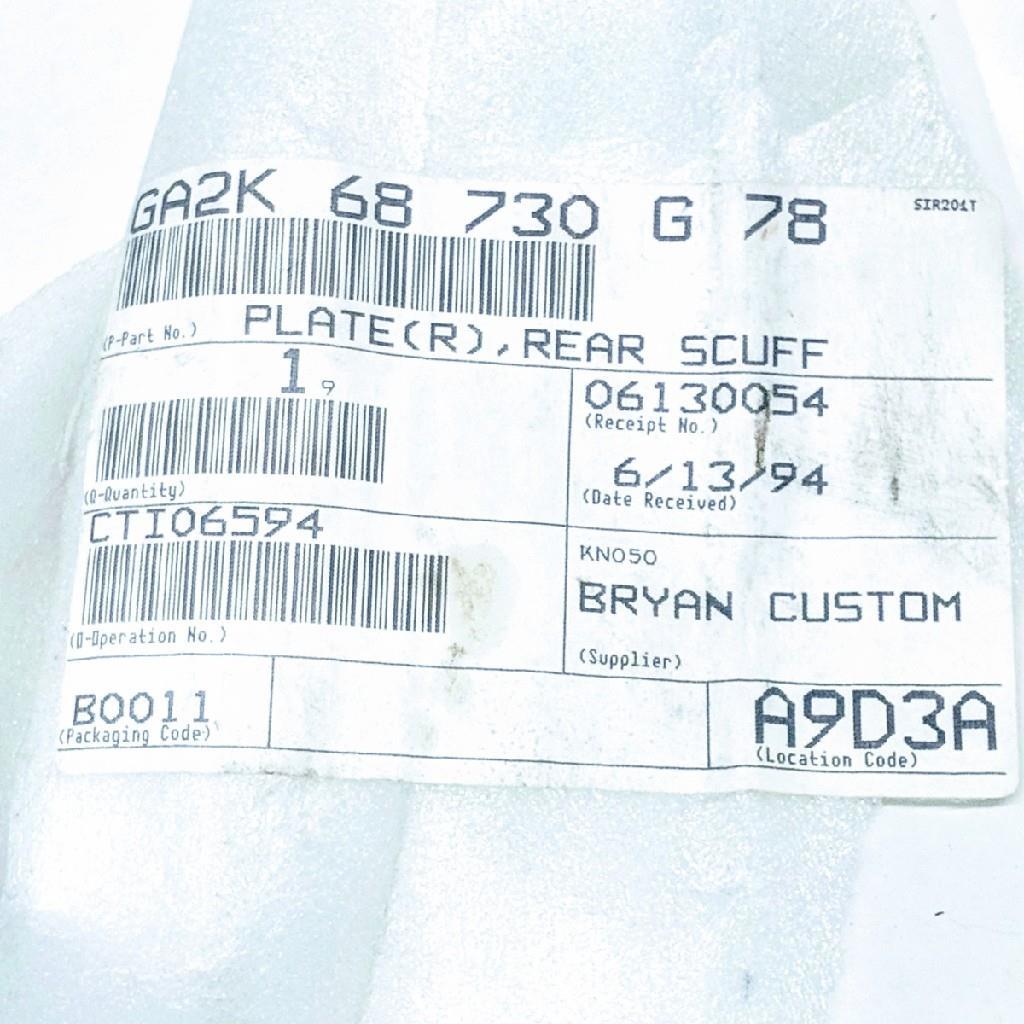 GA2K 68 730 G 78
SIR201T
(P-Part No.)
PLATE(R),REAR SCUFF
1 9
(Q-Quantity)
06130054
(Receipt No.)
6/13/94
(Date Received)
CTI06594
(O-Operation No.)
KN050
BRYAN CUSTOM
(Supplier)
B0011
(Packaging Code)
A9D3A
(Location Code)